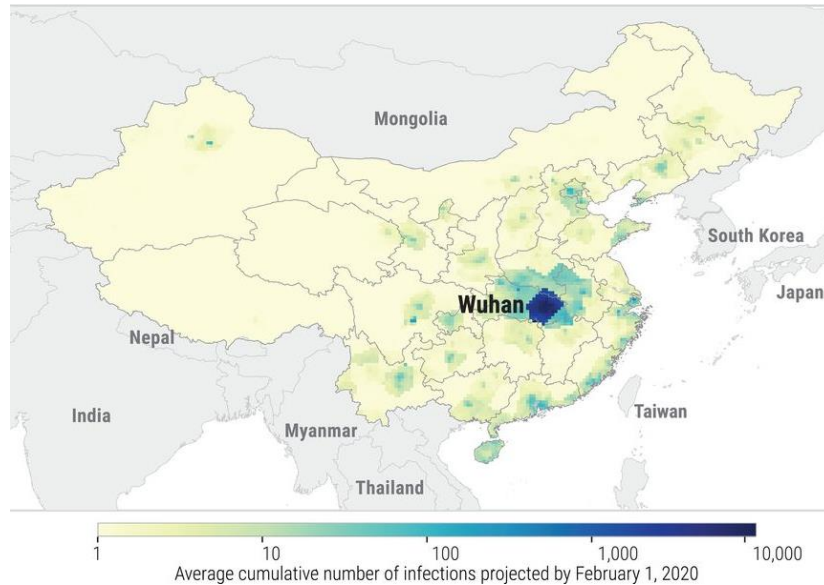 Mongolia
South Korea
Japan
Wuhan
Nepal
India
Taiwan
Myanmar
Thailand
1 10 100 1,000 10,000
Average cumulative number of infections projected by February 1, 2020